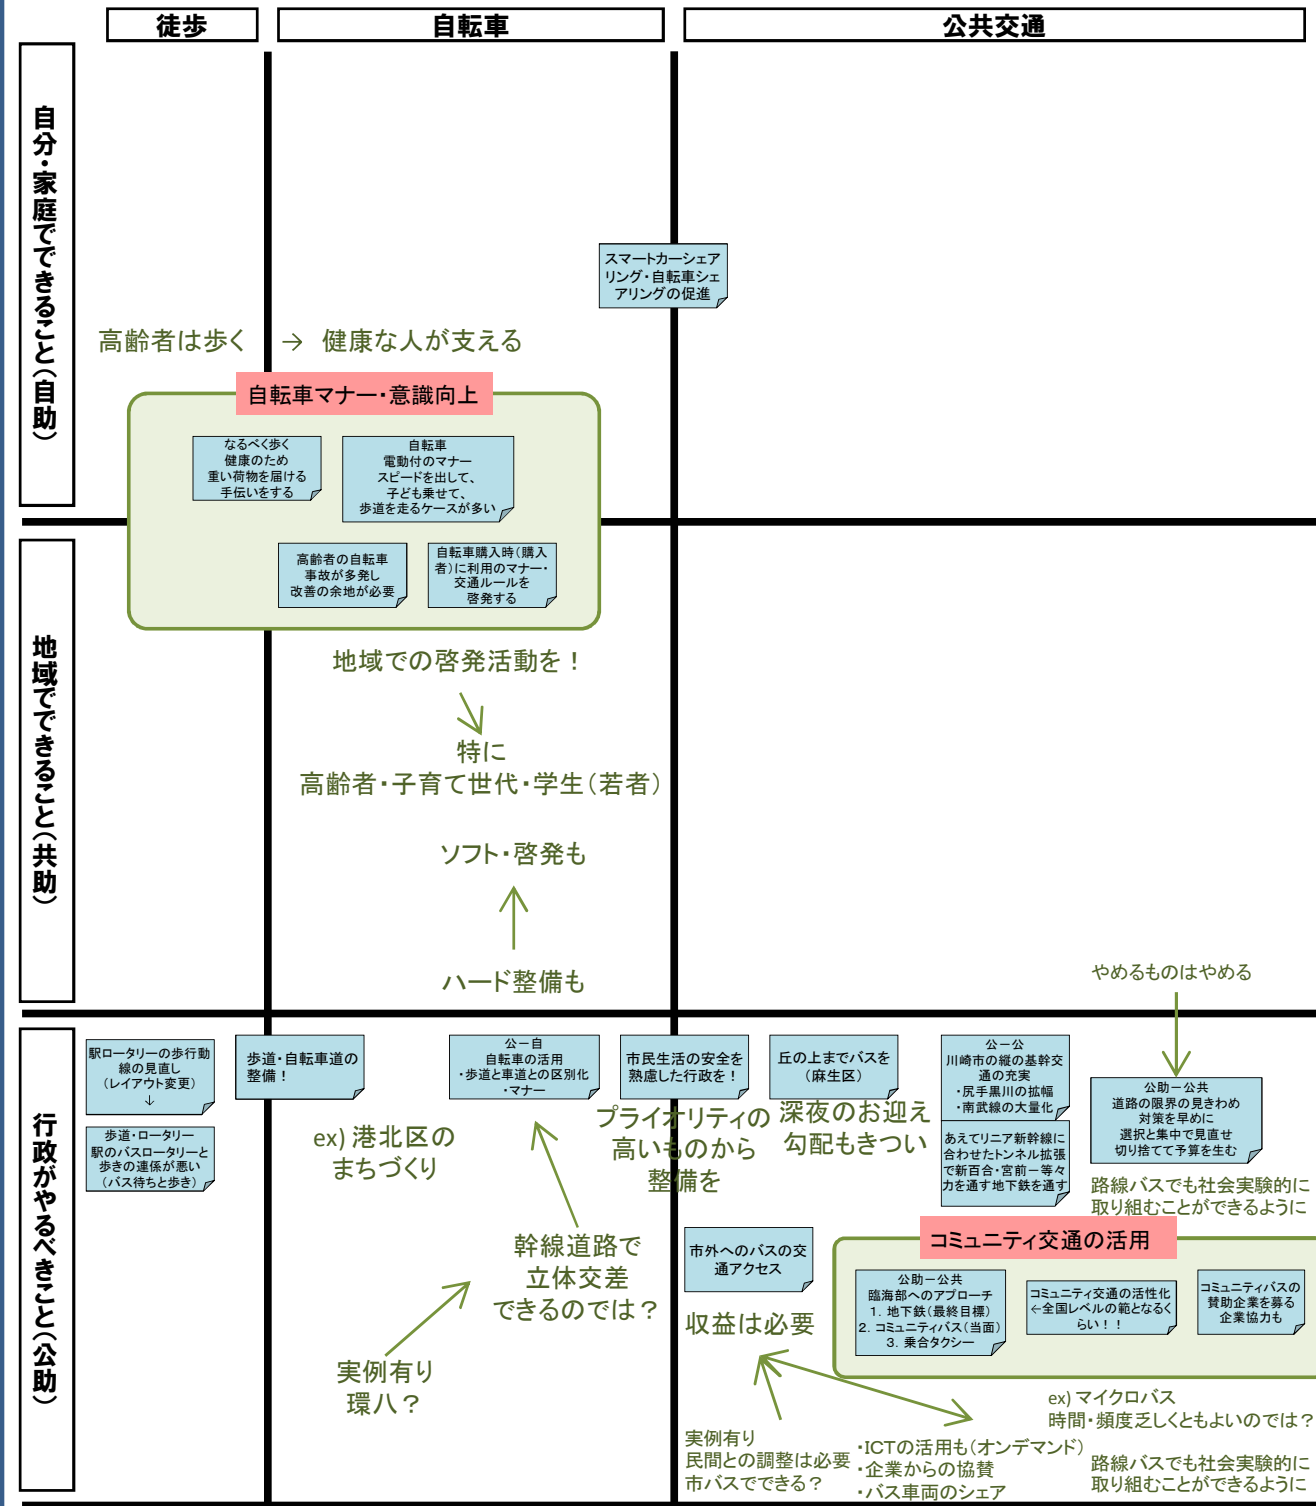 徒歩
自転車
公共交通
自分・家庭でできること（自助）
スマートカーシェア
リング・自転車シェ
アリングの促進
高齢者は歩く → 健康な人が支える
自転車マナー・意識向上
なるべく歩く
健康のため
重い荷物を届ける
手伝いをする
自転車
電動付のマナー
スピードを出して、
子ども乗せて、
歩道を走るケースが多い
高齢者の自転車
事故が多発し
改善の余地が必要
自転車購入時（購入
者）に利用のマナー・
交通ルールを
啓発する
地域でできること（共助）
地域での啓発活動を！
特に
高齢者・子育て世代・学生（若者）
ソフト・啓発も
ハード整備も
やめるものはやめる
行政がやるべきこと（公助）
駅ロータリーの歩行動
線の見直し
（レイアウト変更）
↓
歩道・ロータリー
駅のバスロータリーと
歩きの連係が悪い
（バス待ちと歩き）
歩道・自転車道の
整備！
公－自
自転車の活用
・歩道と車道との区別化
・マナー
市民生活の安全を
熟慮した行政を！
丘の上までバスを
（麻生区）
公－公
川崎市の縦の基幹交
通の充実
・尻手黒川の拡幅
・南武線の大量化
公助－公共
道路の限界の見きわめ
対策を早めに
選択と集中で見直せ
切り捨てて予算を生む
ex) 港北区の
まちづくり
プライオリティの
高いものから
整備を
深夜のお迎え
勾配もきつい
あえてリニア新幹線に
合わせたトンネル拡張
で新百合・宮前－等々
力を通す地下鉄を通す
路線バスでも社会実験的に
取り組むことができるように
幹線道路で
立体交差
できるのでは？
実例有り
環八？
市外へのバスの交
通アクセス
収益は必要
コミュニティ交通の活用
公助－公共
臨海部へのアプローチ
1. 地下鉄（最終目標）
2. コミュニティバス（当面）
3. 乗合タクシー
コミュニティ交通の活性化
←全国レベルの範となるく
らい！！
コミュニティバスの
賛助企業を募る
企業協力も
ex) マイクロバス
時間・頻度乏しくともよいのでは？
実例有り
民間との調整は必要
市バスでできる？
・ICTの活用も（オンデマンド）
・企業からの協賛
・バス車両のシェア
路線バスでも社会実験的に
取り組むことができるように